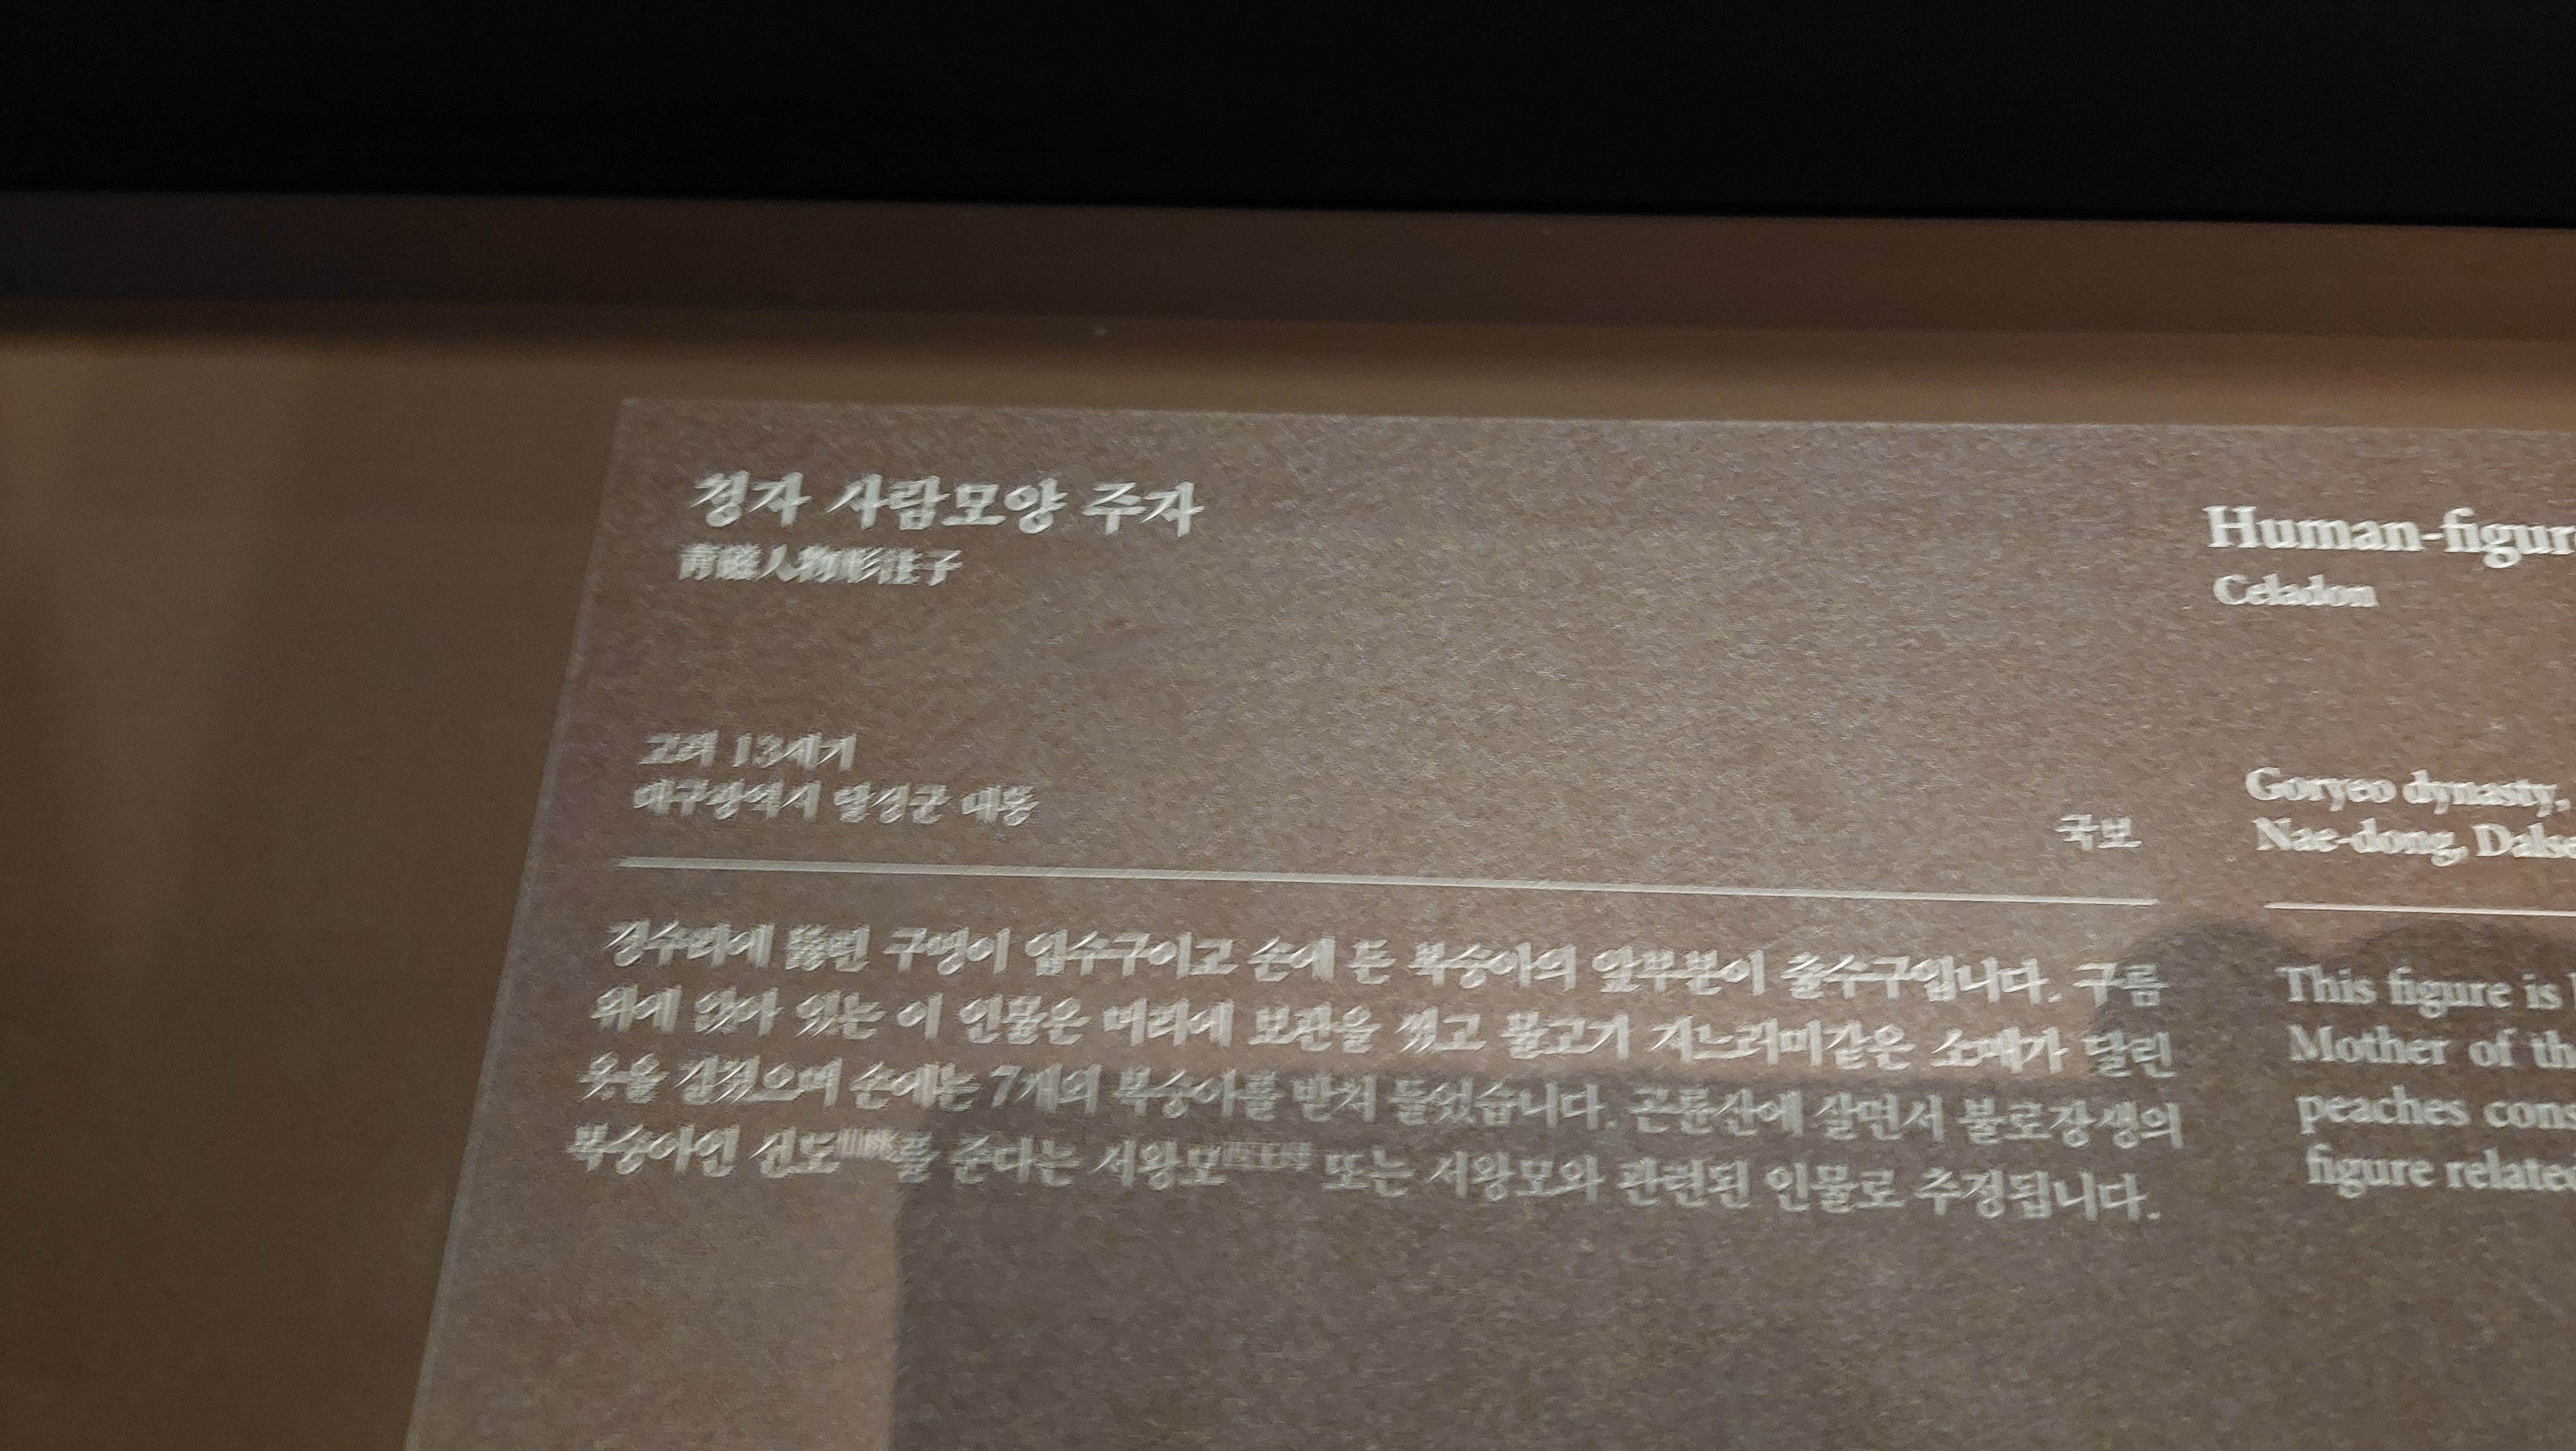 청자 사람모양 주자
靑磁人物形注子
고려 13세기
대구광역시 달성군 내동
국보
정수리에 뚫린 구멍이 입수구이고 손에 든 복숭아의 앞부분이 출수구입니다. 구름
위에 앉아 있는 이 인물은 머리에 보관을 썼고 물고기 지느러미같은 소매가 달린
옷을 입었으며 손에는 7개의 복숭아를 받쳐 들었습니다. 곤륜산에 살면서 불로장생의
복숭아인 선도仙桃를 준다는 서왕모西王母 또는 서왕모와 관련된 인물로 추정됩니다.
Human-figur
Celadon
Goryeo dynasty,
Nae-dong, Dalse
This figure is
Mother of th
peaches con
figure relate